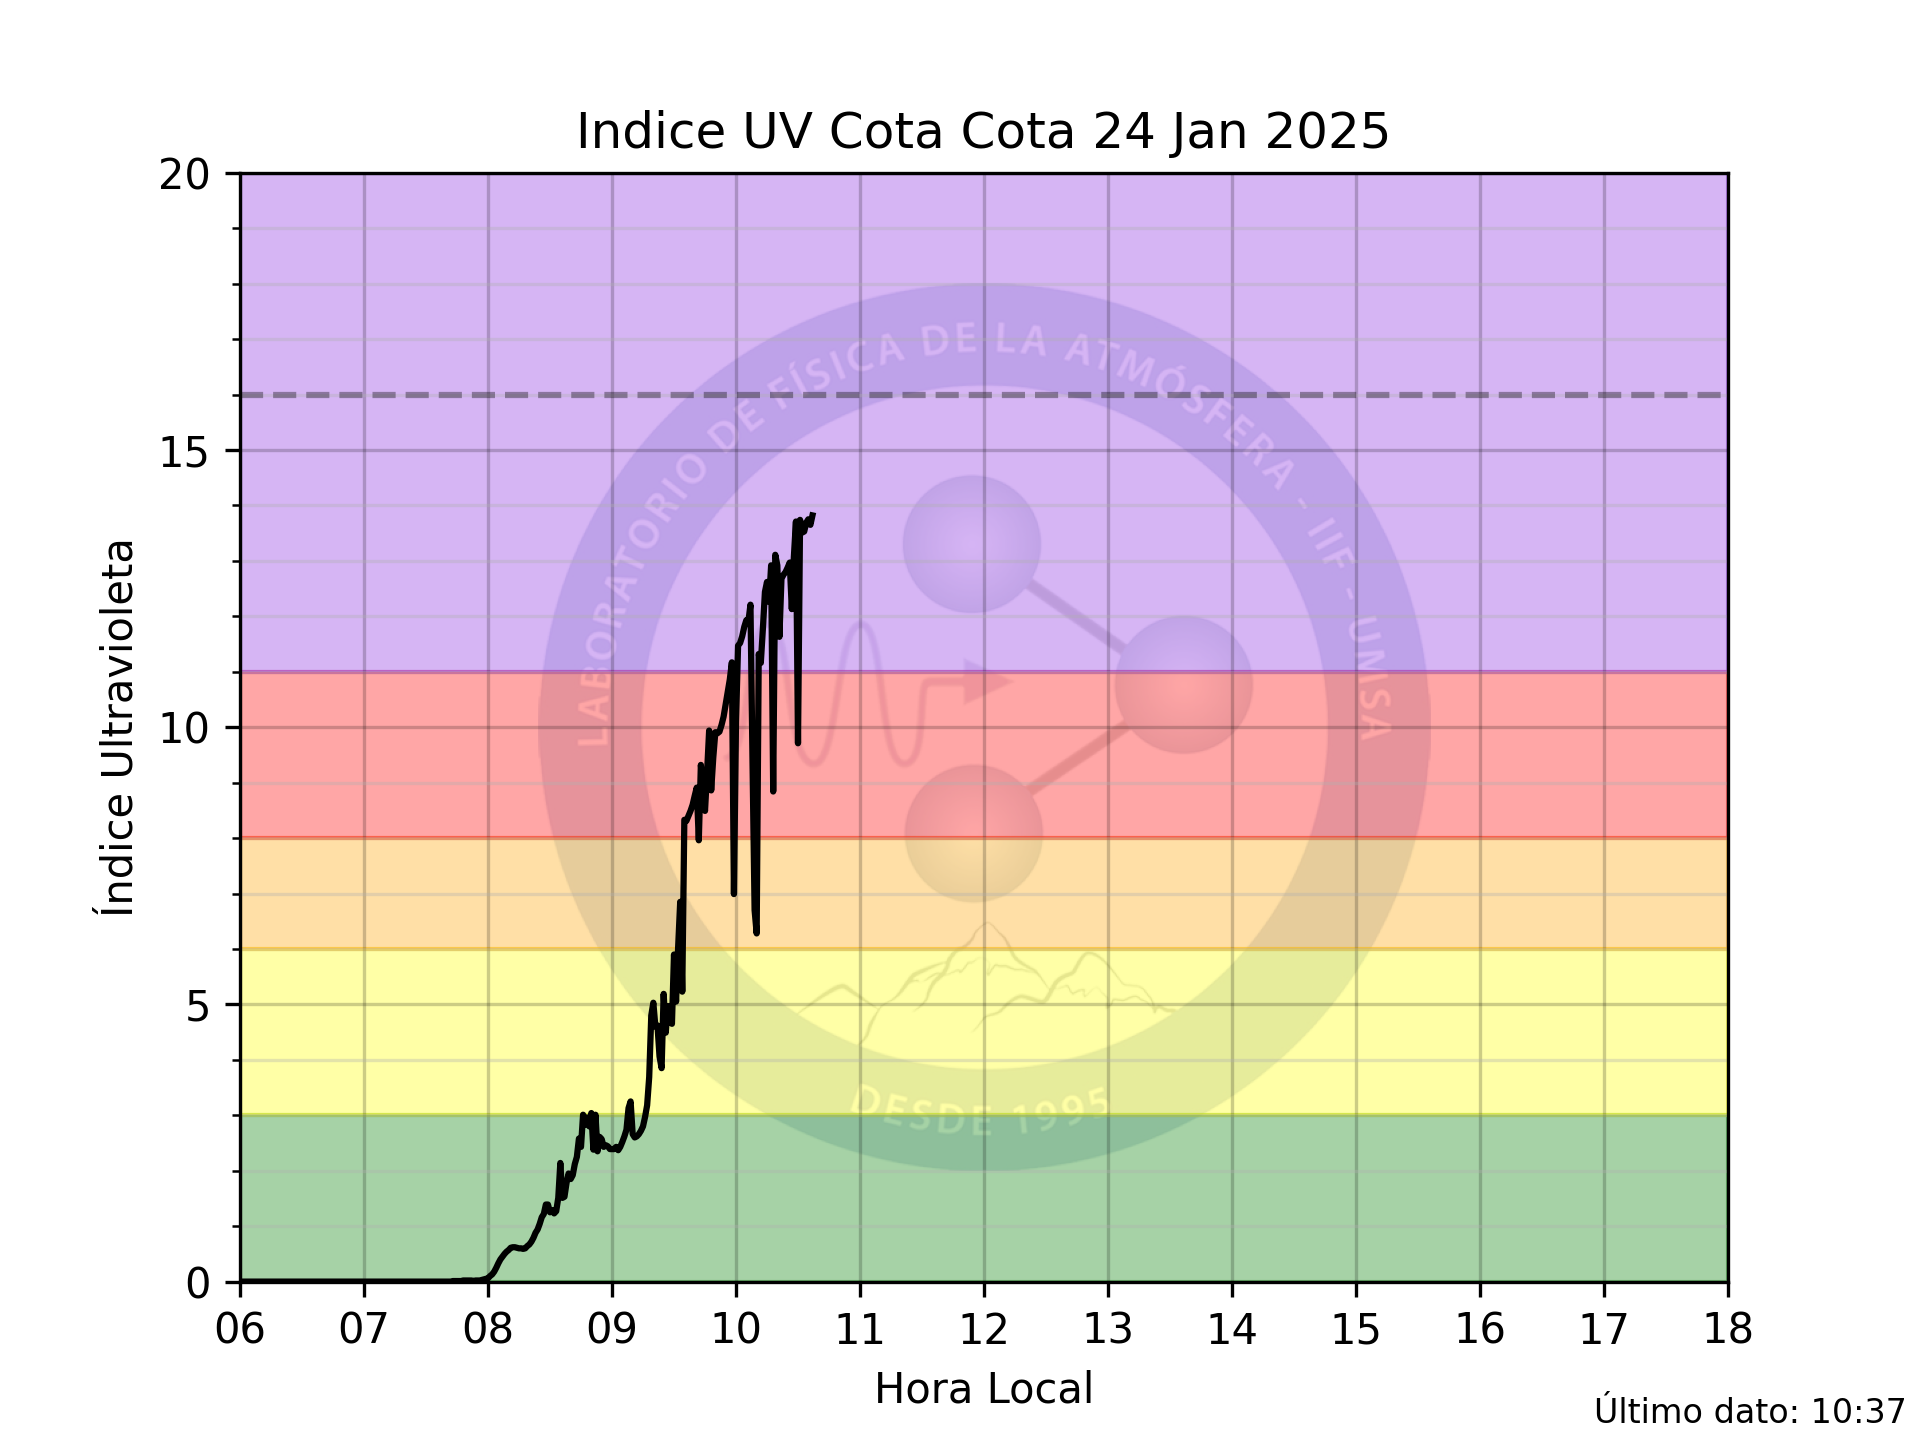 Indice UV Cota Cota 24 Jan 2025
20
15
10
5
0
Índice Ultravioleta
LABORATORIO DE FÍSICA DE LA ATMÓSFERA - IIF - UMSA
DESDE 1995
06 07 08 09 10 11 12 13 14 15 16 17 18
Hora Local
Último dato: 10:37